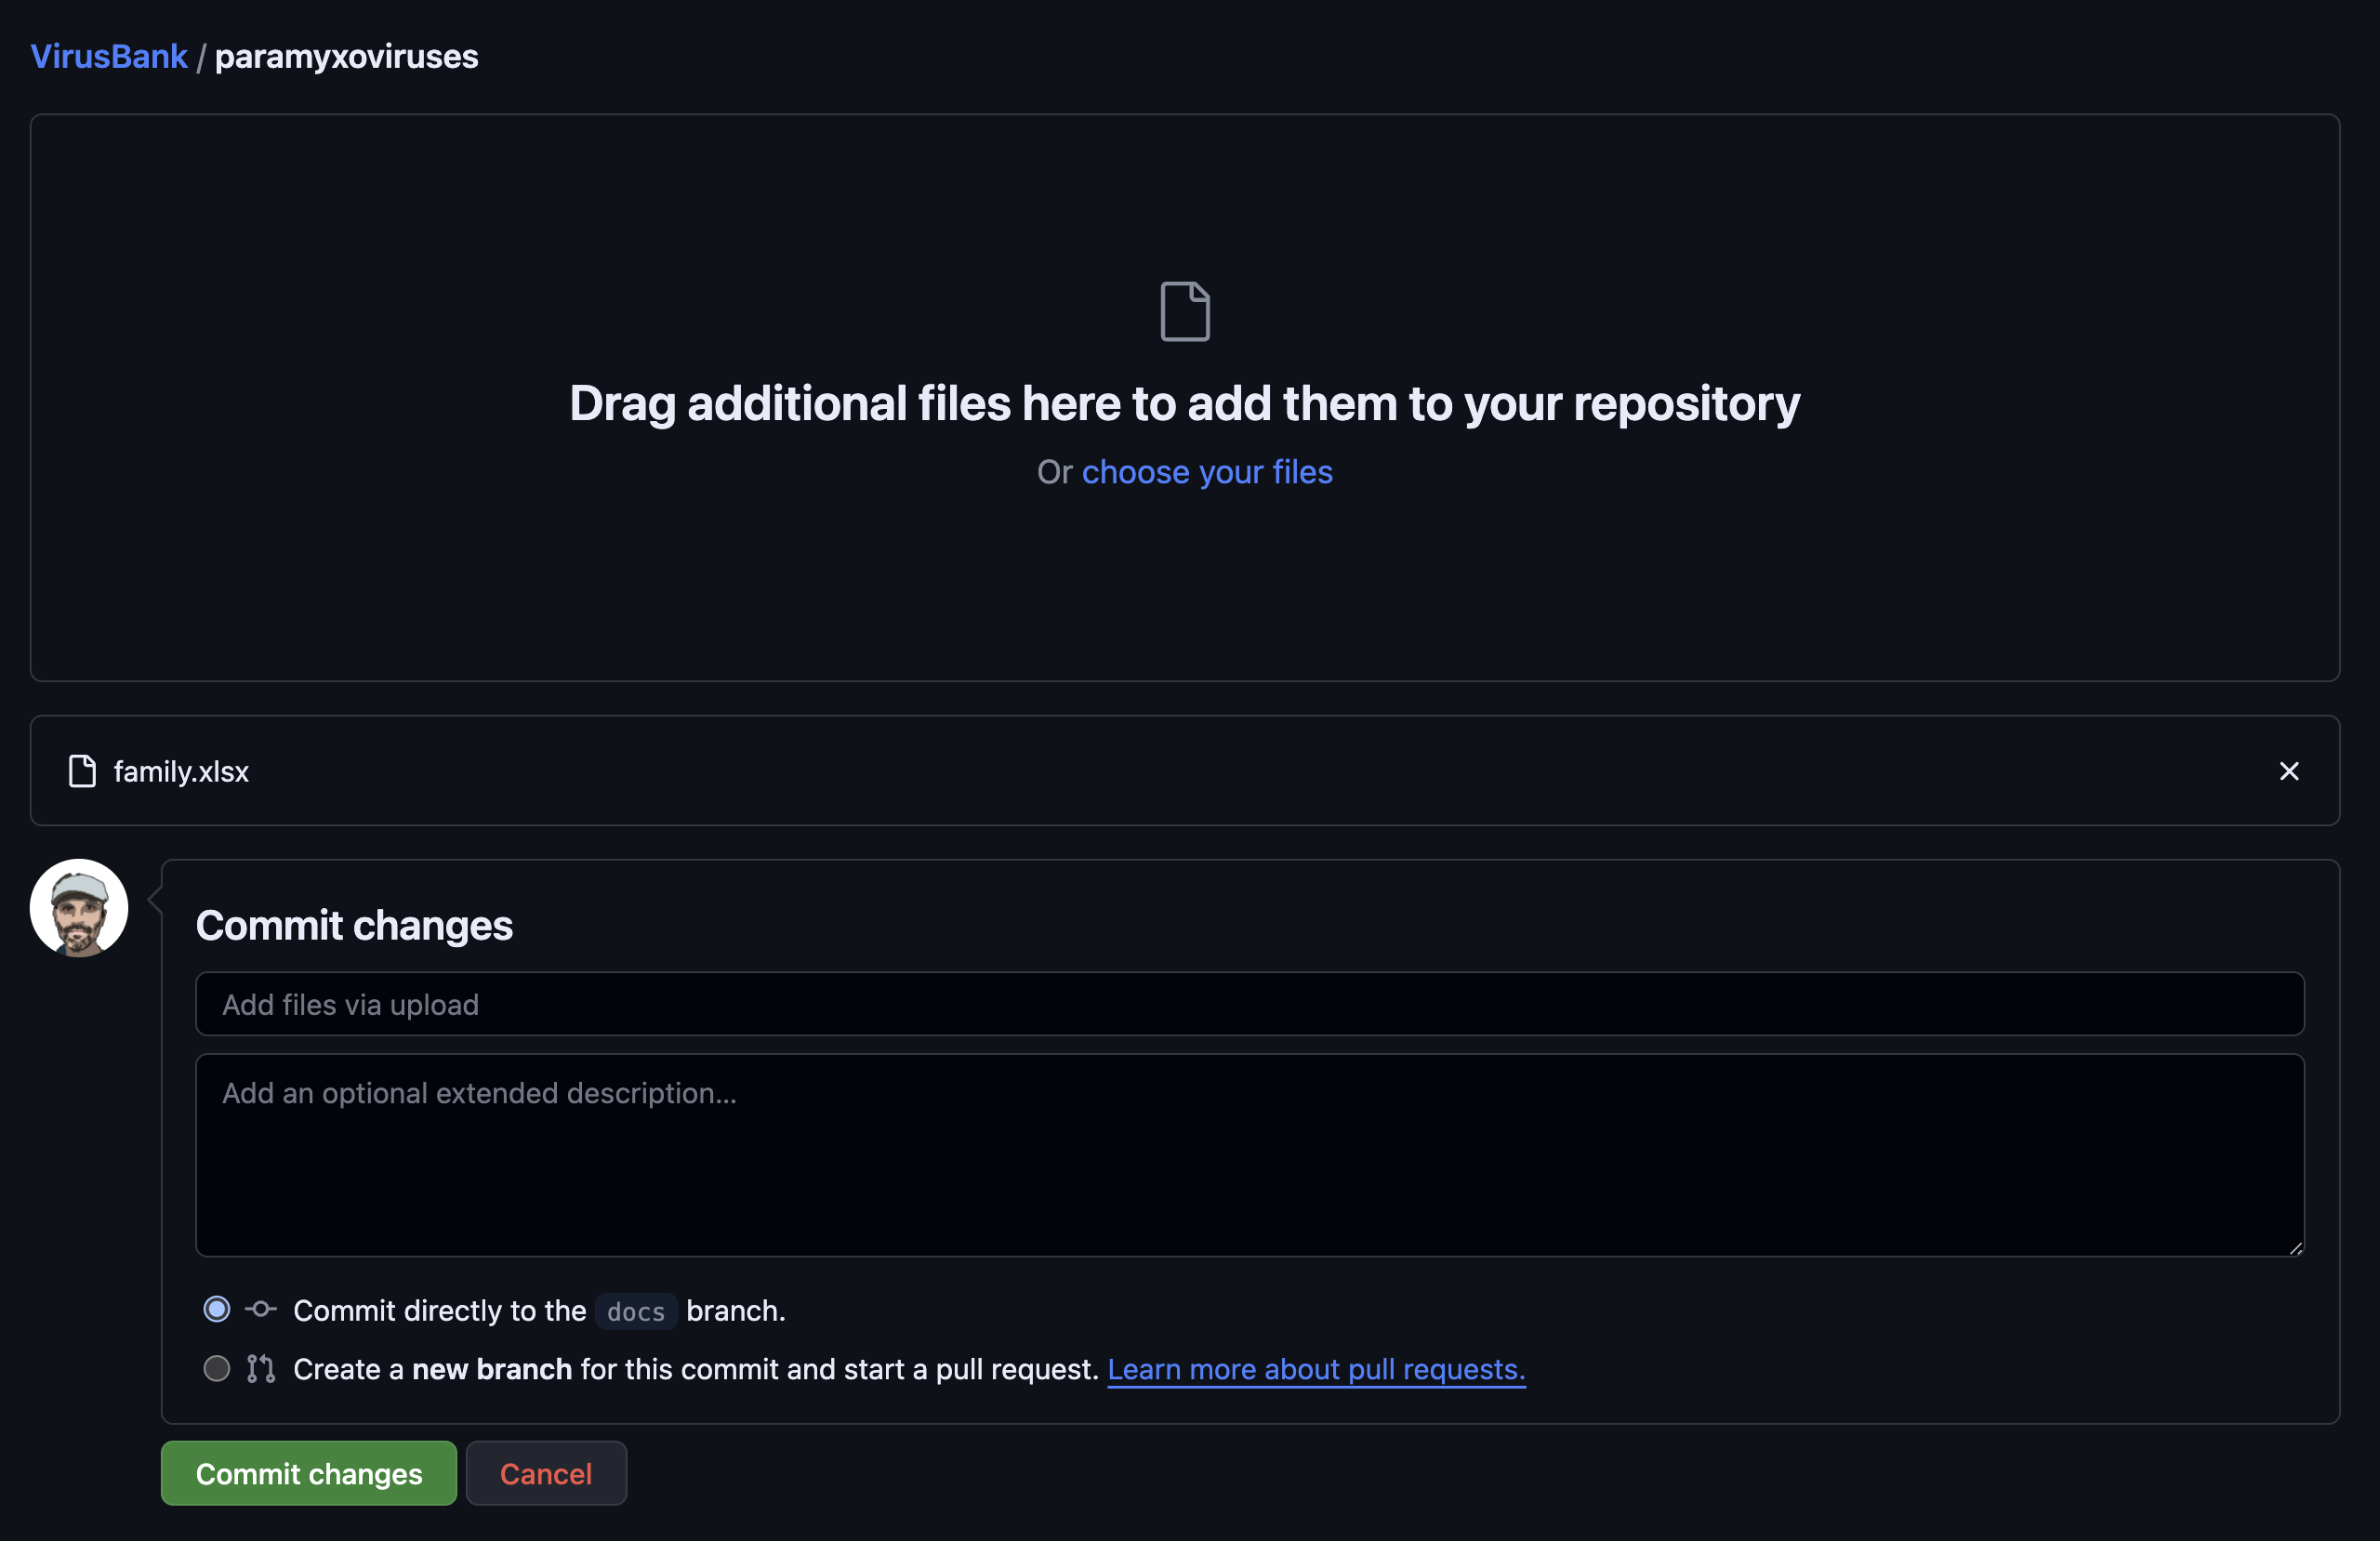 VirusBank / paramyxoviruses
Drag additional files here to add them to your repository
Or choose your files
family.xlsx
Commit changes
Add files via upload
Add an optional extended description...
Commit directly to the docs branch.
Create a new branch for this commit and start a pull request. Learn more about pull requests.
Commit changes Cancel